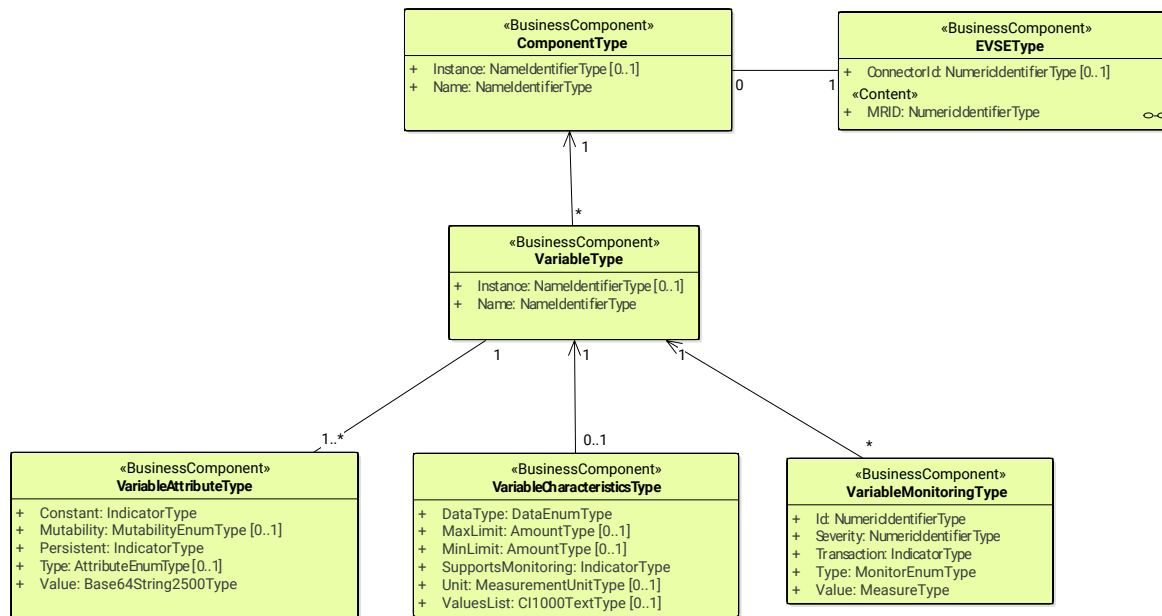 «BusinessComponent»
ComponentType
+ Instance: NameIdentifierType [0..1]
+ Name: NameIdentifierType
«BusinessComponent»
EVSEType
+ ConnectorId: NumericIdentifierType [0..1]
«Content»
+ MRID: NumericIdentifierType
0
1
1
*
«BusinessComponent»
VariableType
+ Instance: NameIdentifierType [0..1]
+ Name: NameIdentifierType
1
1
1
1..*
0..1
*
«BusinessComponent»
VariableAttributeType
+ Constant: IndicatorType
+ Mutability: MutabilityEnumType [0..1]
+ Persistent: IndicatorType
+ Type: AttributeEnumType [0..1]
+ Value: Base64String2500Type
«BusinessComponent»
VariableCharacteristicsType
+ DataType: DataEnumType
+ MaxLimit: AmountType [0..1]
+ MinLimit: AmountType [0..1]
+ SupportsMonitoring: IndicatorType
+ Unit: MeasurementUnitType [0..1]
+ ValuesList: CI1000TextType [0..1]
«BusinessComponent»
VariableMonitoringType
+ Id: NumericIdentifierType
+ Severity: NumericIdentifierType
+ Transaction: IndicatorType
+ Type: MonitorEnumType
+ Value: MeasureType